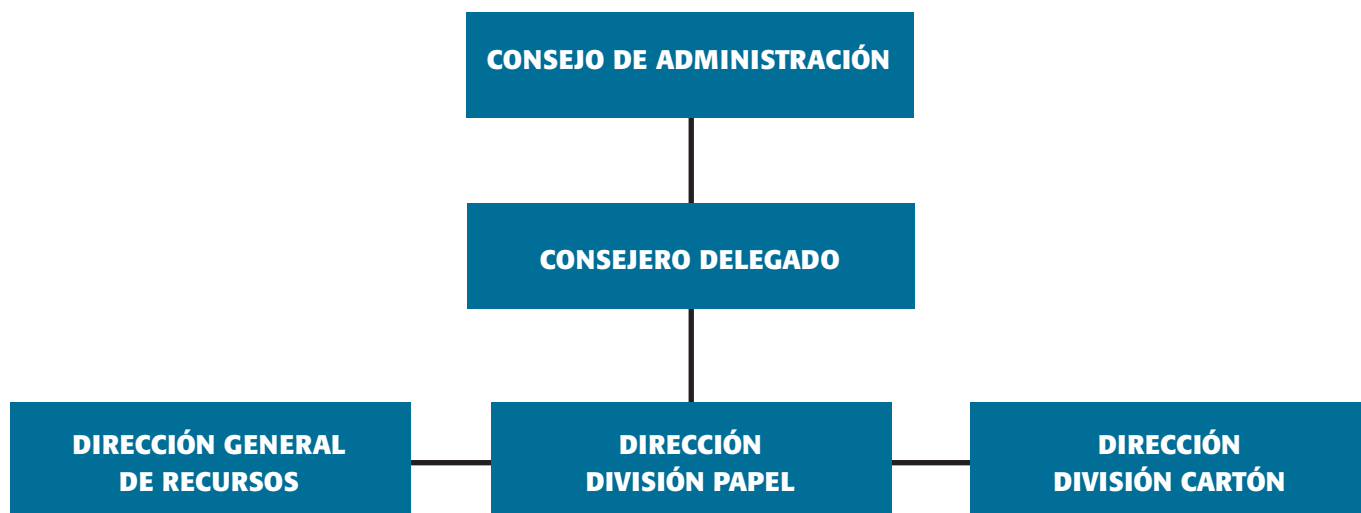 CONSEJO DE ADMINISTRACIÓN
CONSEJERO DELEGADO
DIRECCIÓN GENERAL
DE RECURSOS
DIRECCIÓN
DIVISIÓN PAPEL
DIRECCIÓN
DIVISIÓN CARTÓN